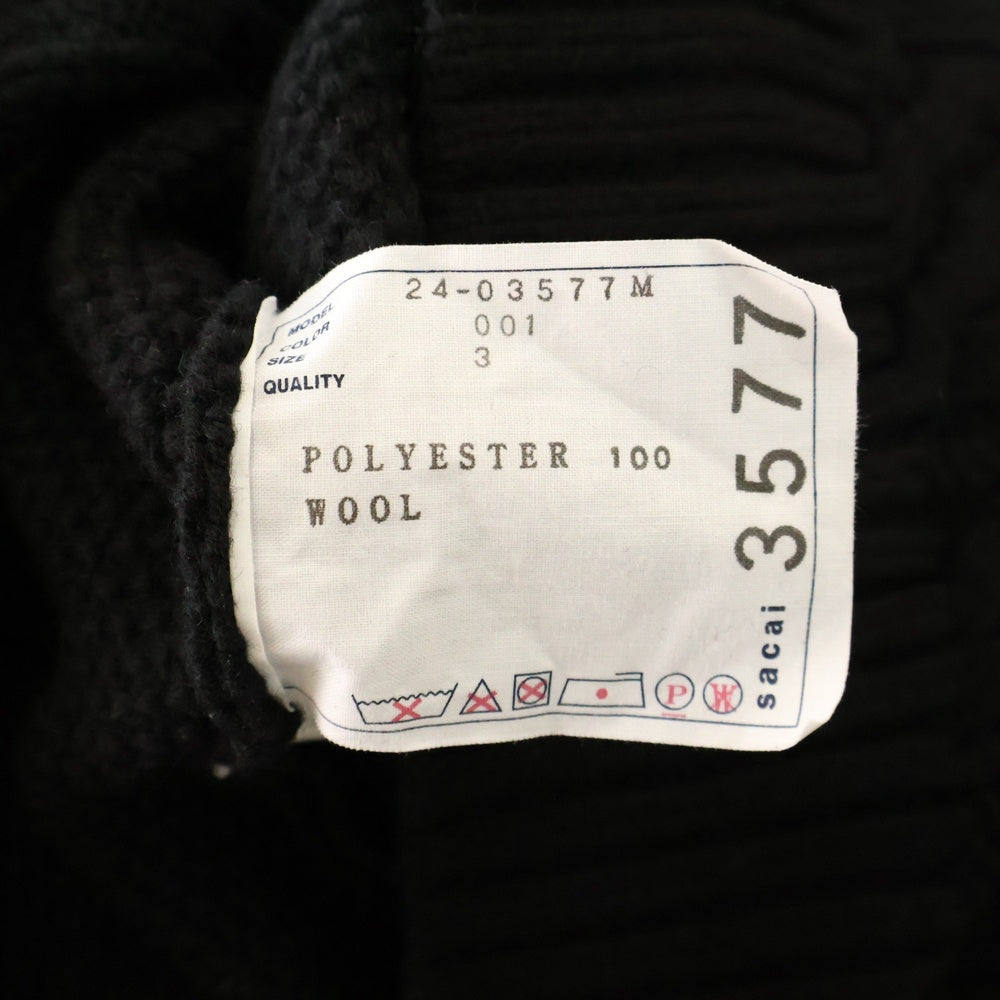 MODEL 24-03577M
COLOR 001
SIZE 3
QUALITY
POLYESTER 100
WOOL
P
W
sacai 3577